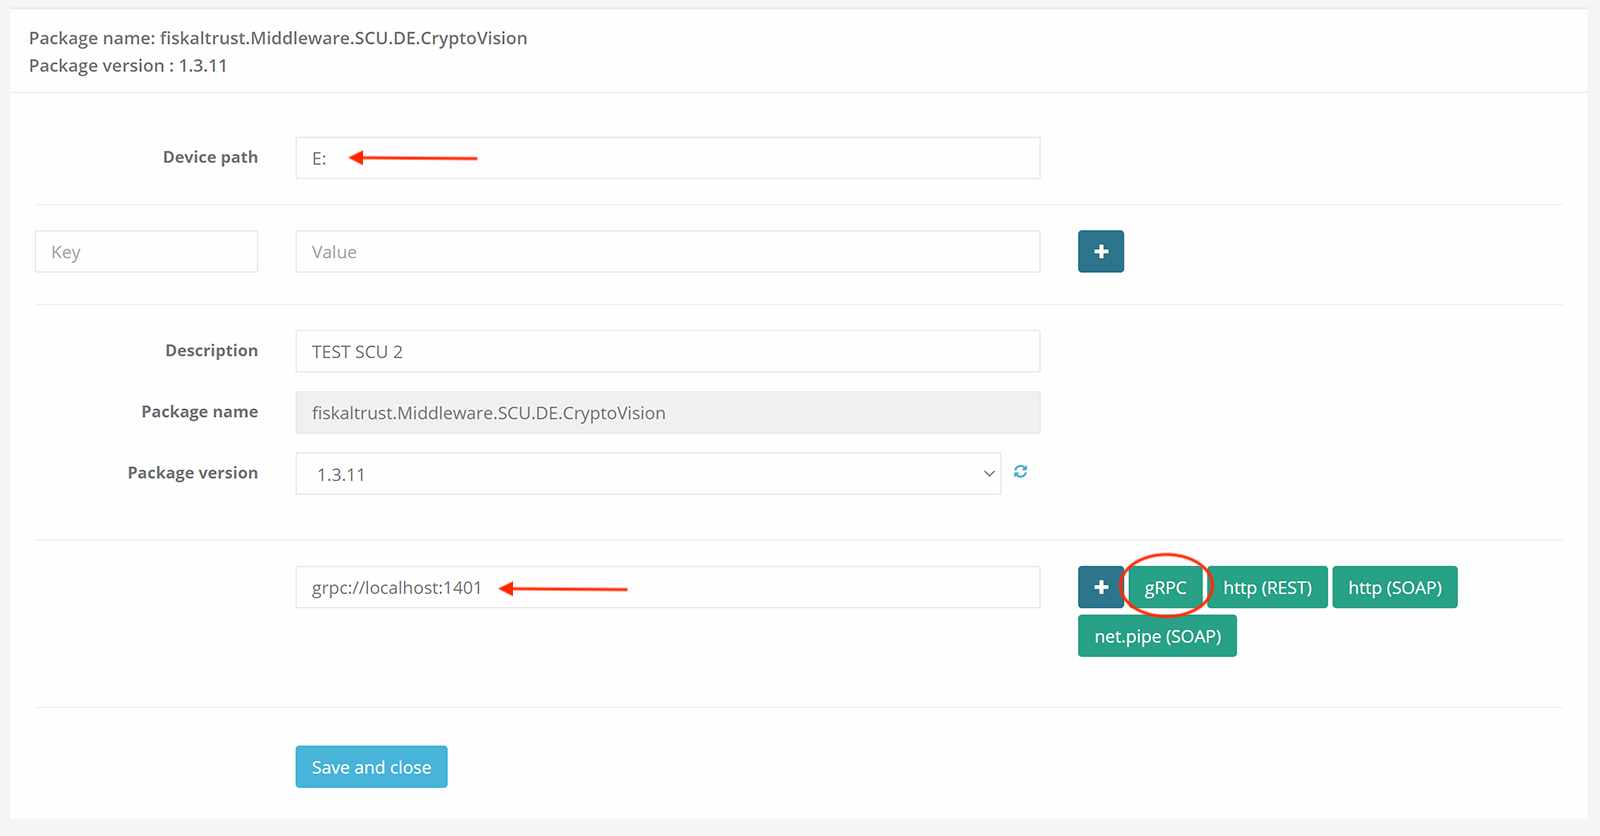 Package name: fiskaltrust.Middleware.SCU.DE.CryptoVision
Package version : 1.3.11
Device path
E:
Key
Value
+
Description
TEST SCU 2
Package name
fiskaltrust.Middleware.SCU.DE.CryptoVision
Package version
1.3.11
grpc://localhost:1401
+
gRPC
http (REST)
http (SOAP)
net.pipe (SOAP)
Save and close